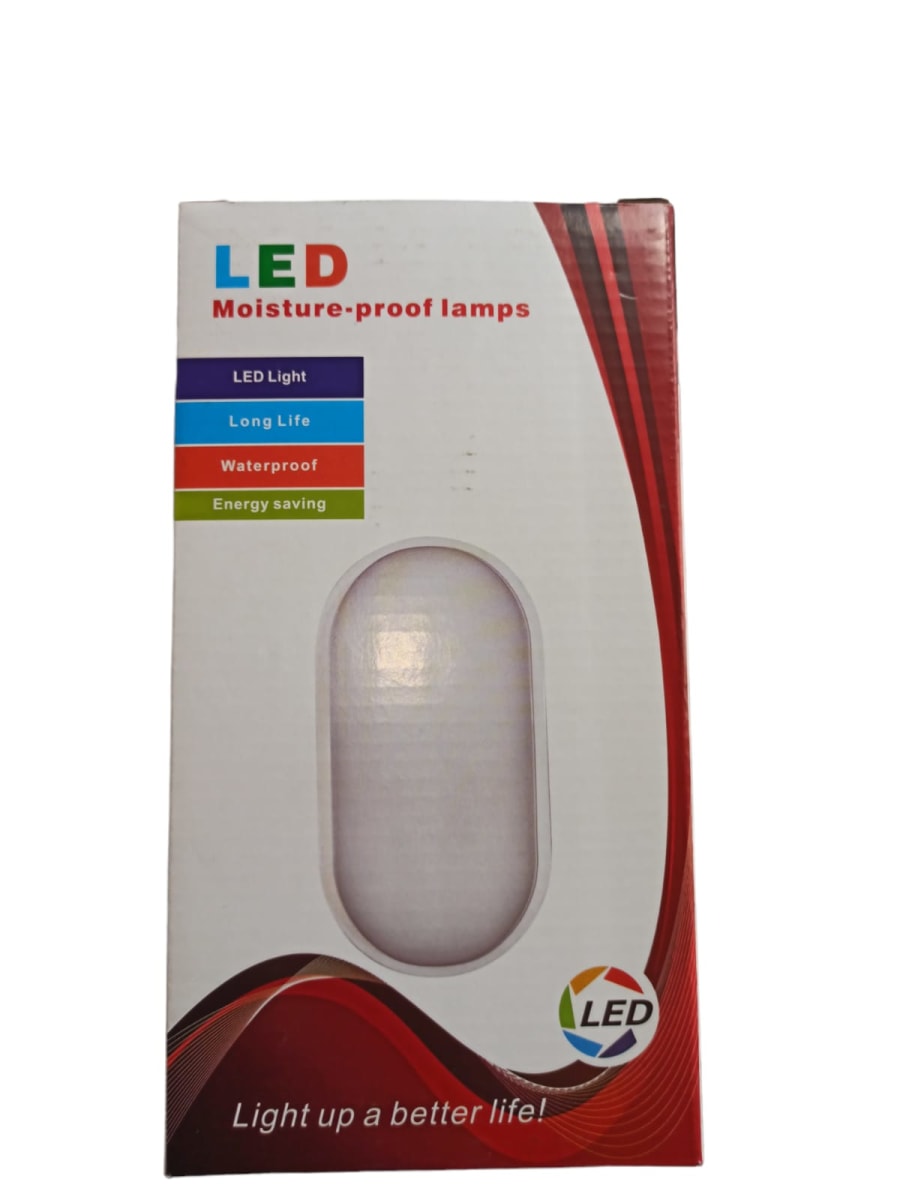 LED
Moisture-proof lamps
LED Light
Long Life
Waterproof
Energy saving
LED
Light up a better life!